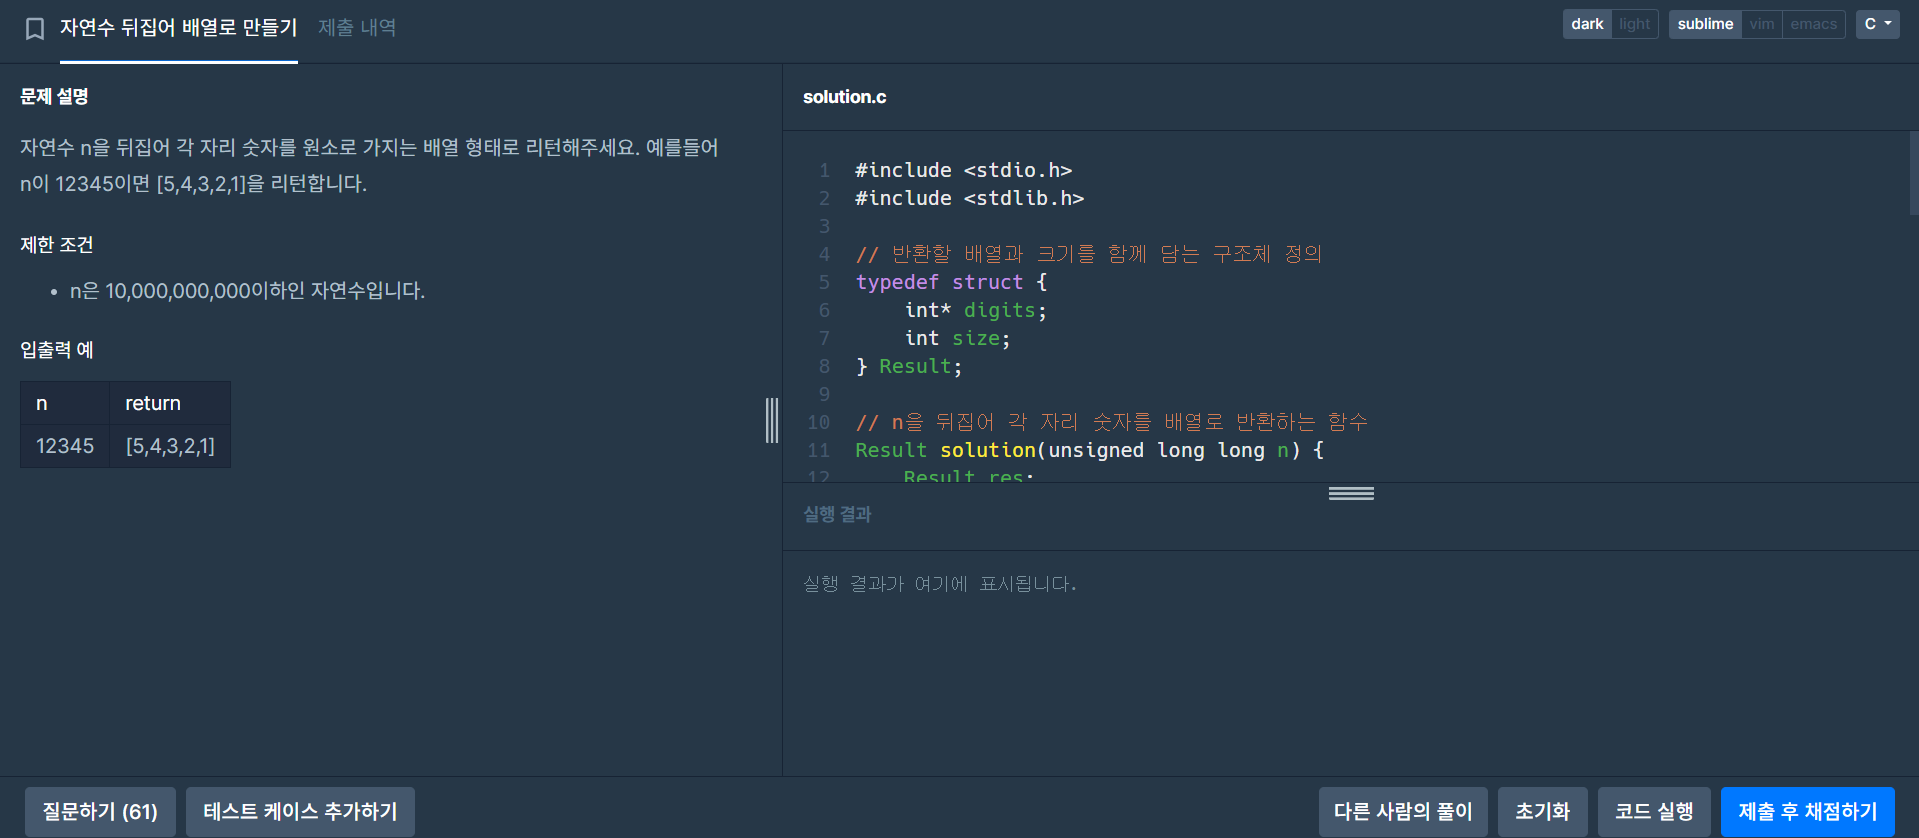 자연수 뒤집어 배열로 만들기 제출 내역
dark light sublime vim emacs C
문제 설명
자연수 n을 뒤집어 각 자리 숫자를 원소로 가지는 배열 형태로 리턴해주세요. 예를들어
n이 12345이면 [5,4,3,2,1]을 리턴합니다.
제한 조건
• n은 10,000,000,000이하인 자연수입니다.
입출력 예
n return
12345 [5,4,3,2,1]
solution.c
1 #include <stdio.h>
2 #include <stdlib.h>
3
4 // 반환할 배열과 크기를 함께 담는 구조체 정의
5 typedef struct {
6     int* digits;
7     int size;
8 } Result;
9
10 // n을 뒤집어 각 자리 숫자를 배열로 반환하는 함수
11 Result solution(unsigned long long n) {
12     Result res;
실행 결과
실행 결과가 여기에 표시됩니다.
질문하기 (61) 테스트 케이스 추가하기 다른 사람의 풀이 초기화 코드 실행 제출 후 채점하기